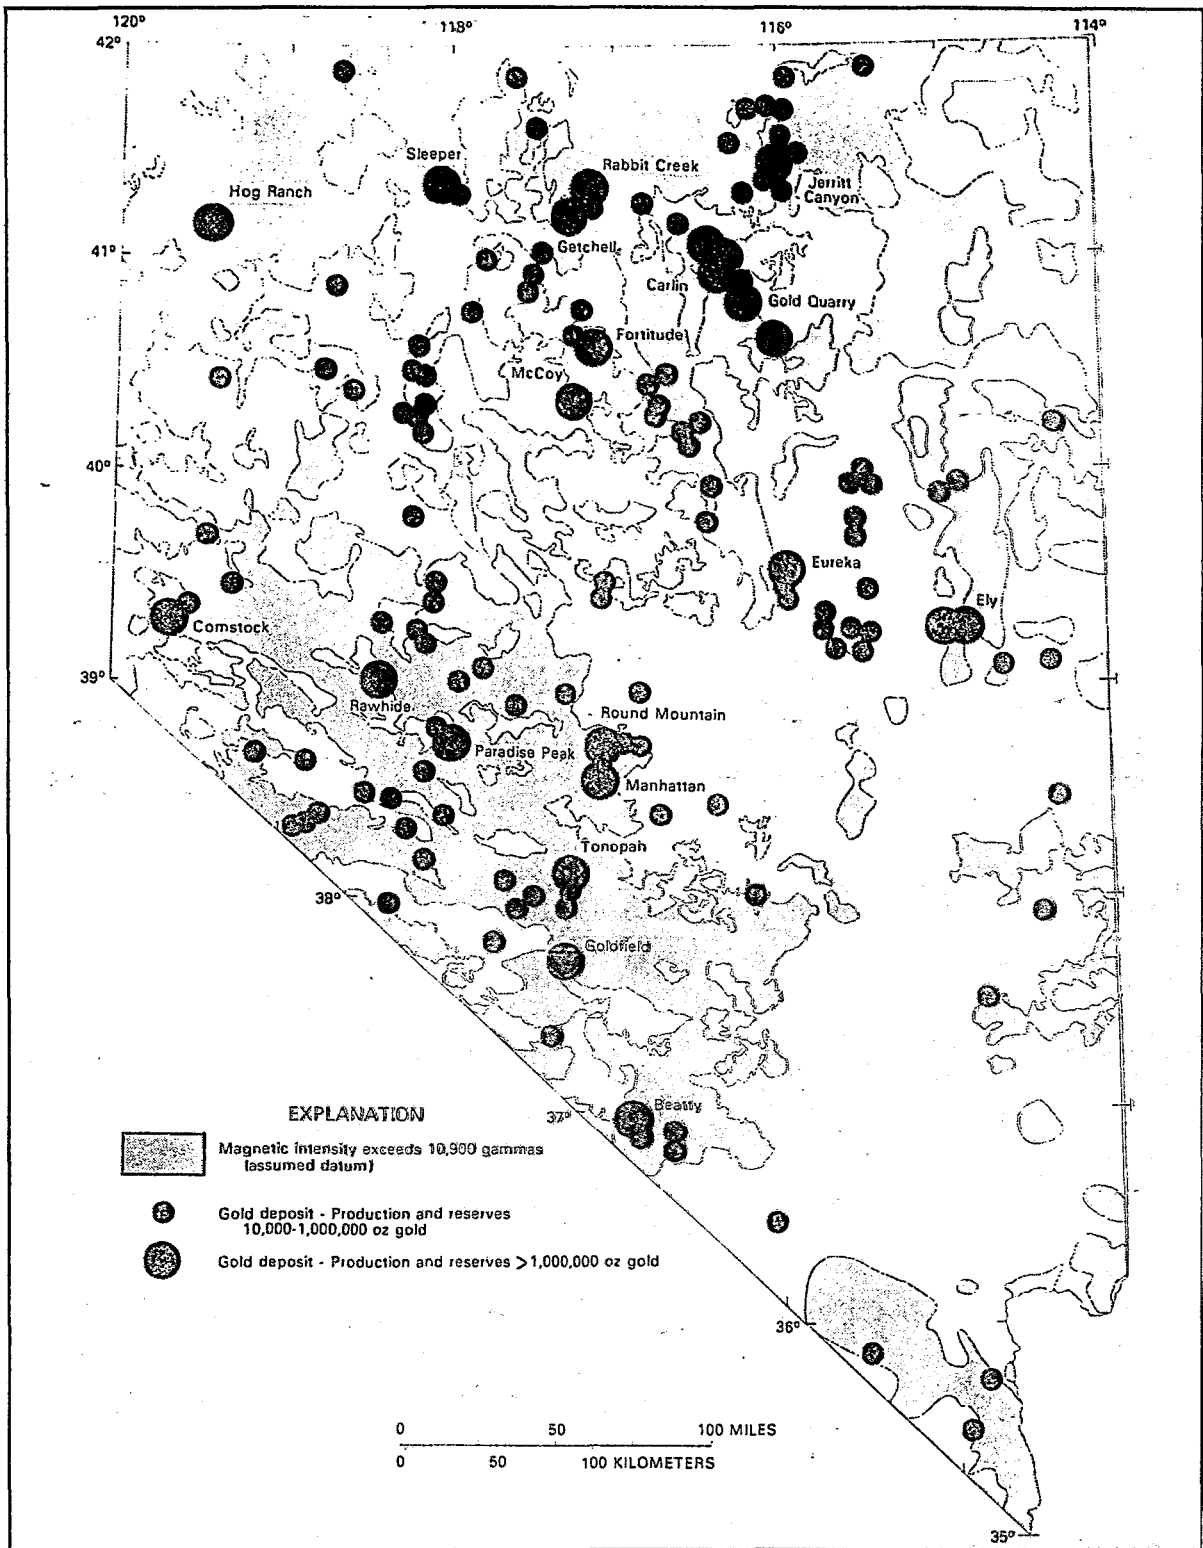 120°
118°
116°
114°
42°
Sleeper
Rabbit Creek
Hog Ranch
Jerritt
Canyon
41°
Getchell
Carlin
Gold Quarry
Fortitude
McCoy
40°
Eureka
Ely
Comstock
39°
Rawhide
Round Mountain
Paradise Peak
Manhattan
Tonopah
38°
Goldfield
37°
Beatty
EXPLANATION
Magnetic intensity exceeds 10,900 gammas
(assumed datum)
Gold deposit - Production and reserves
10,000-1,000,000 oz gold
Gold deposit - Production and reserves >1,000,000 oz gold
36°
0 50 100 MILES
0 50 100 KILOMETERS
35°